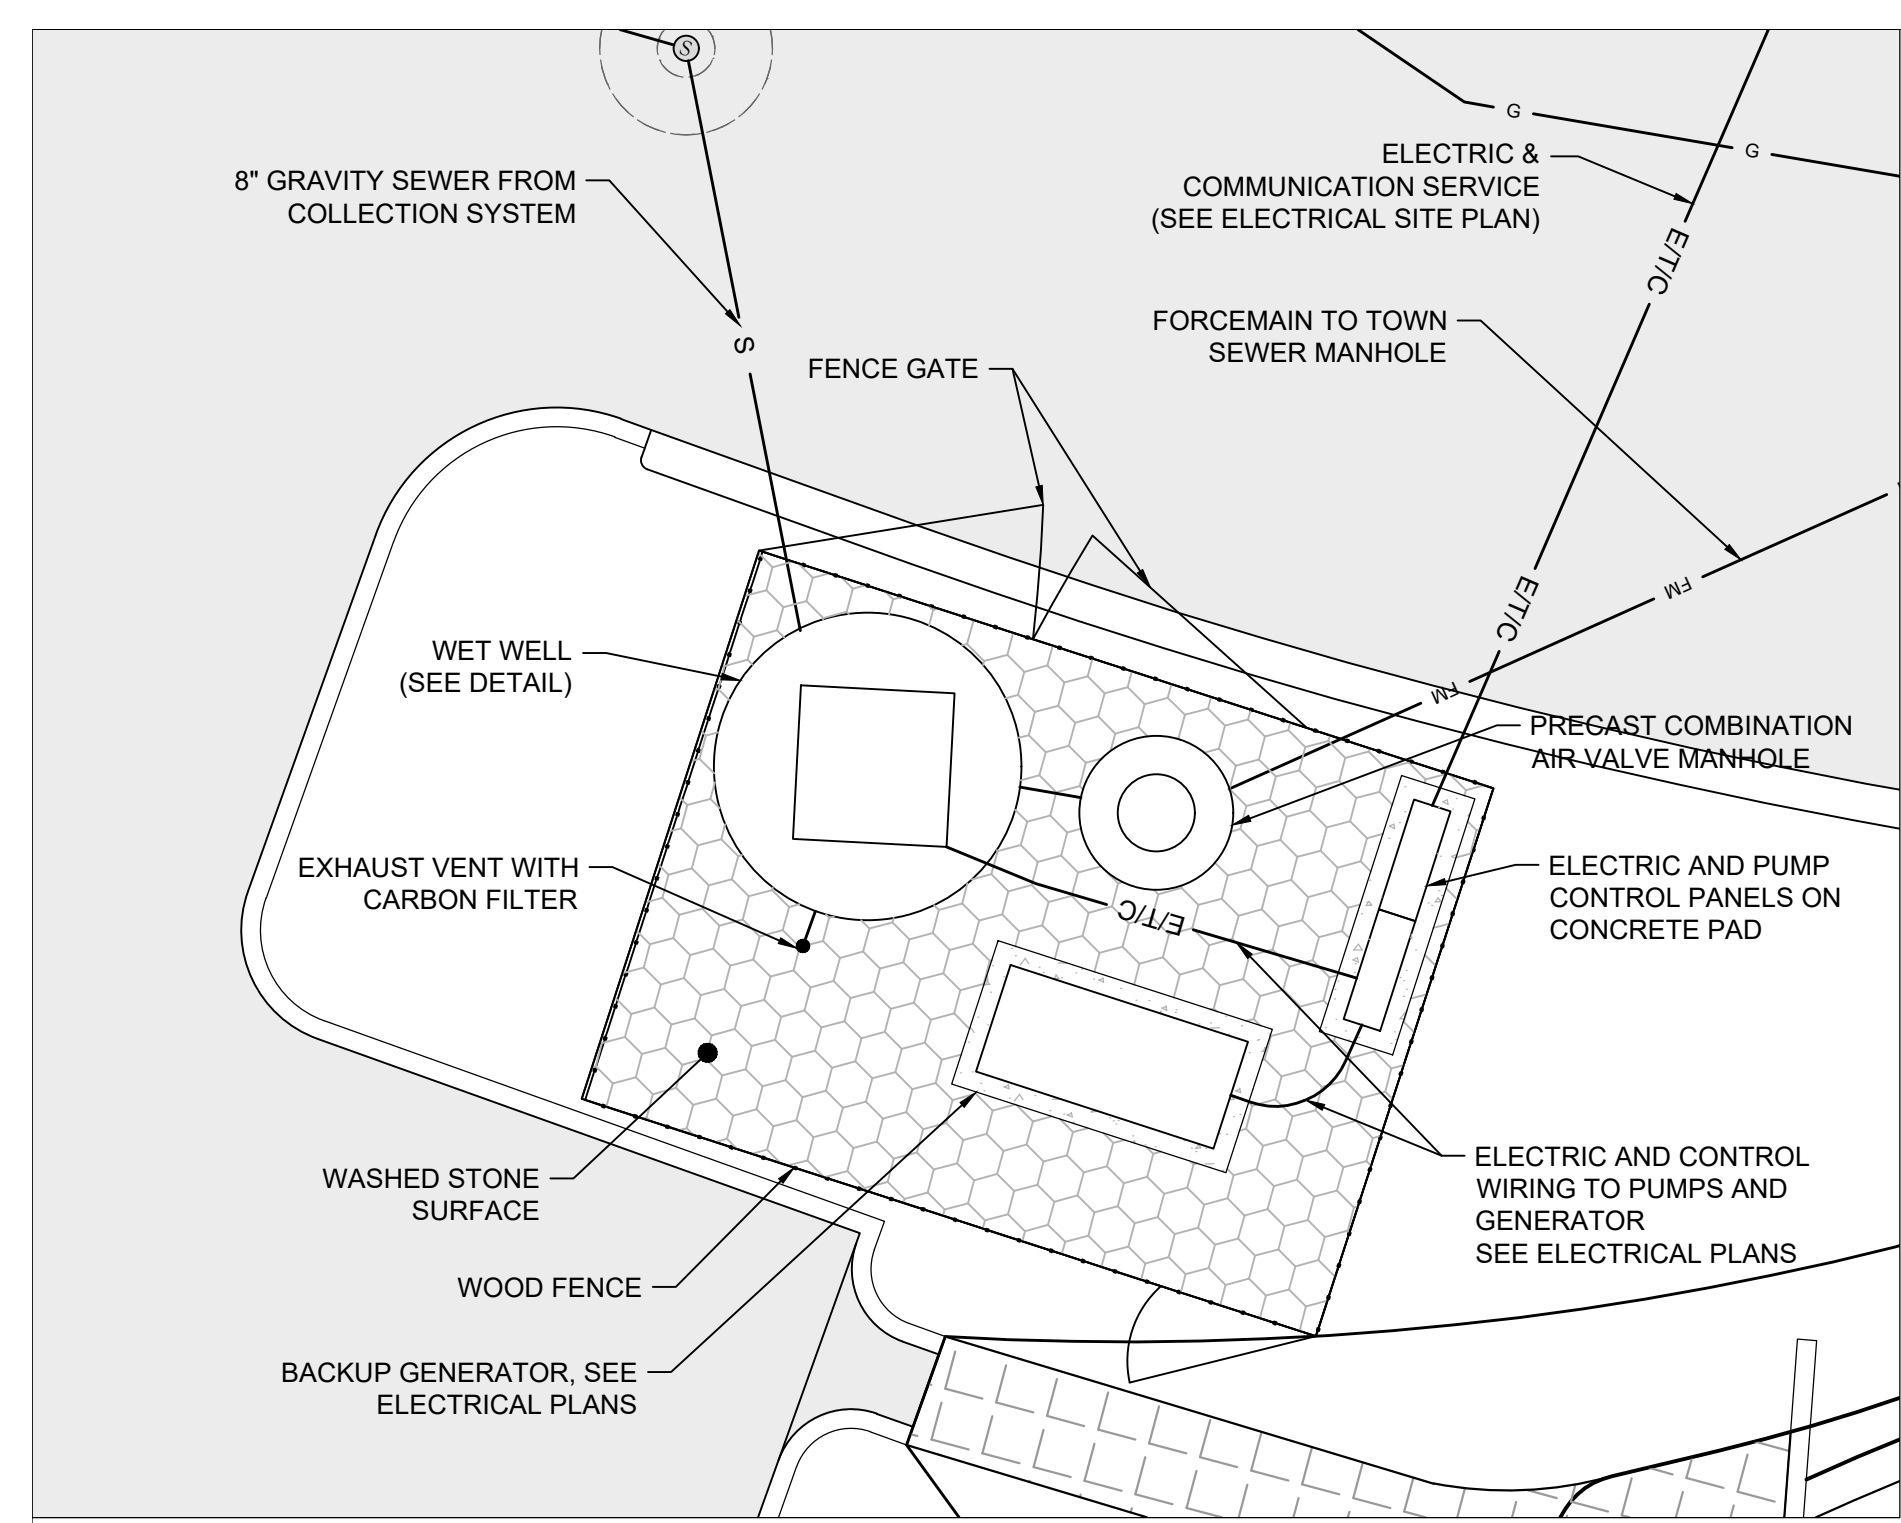 S
G
G
ELECTRIC &
COMMUNICATION SERVICE
(SEE ELECTRICAL SITE PLAN)
8" GRAVITY SEWER FROM
COLLECTION SYSTEM
E/T/C
S
FORCEMAIN TO TOWN
SEWER MANHOLE
FENCE GATE
FM
E/T/C
FM
WET WELL
(SEE DETAIL)
PRECAST COMBINATION
AIR VALVE MANHOLE
EXHAUST VENT WITH
CARBON FILTER
ELECTRIC AND PUMP
CONTROL PANELS ON
CONCRETE PAD
E/T/C
WASHED STONE
SURFACE
ELECTRIC AND CONTROL
WIRING TO PUMPS AND
GENERATOR
SEE ELECTRICAL PLANS
WOOD FENCE
BACKUP GENERATOR, SEE
ELECTRICAL PLANS